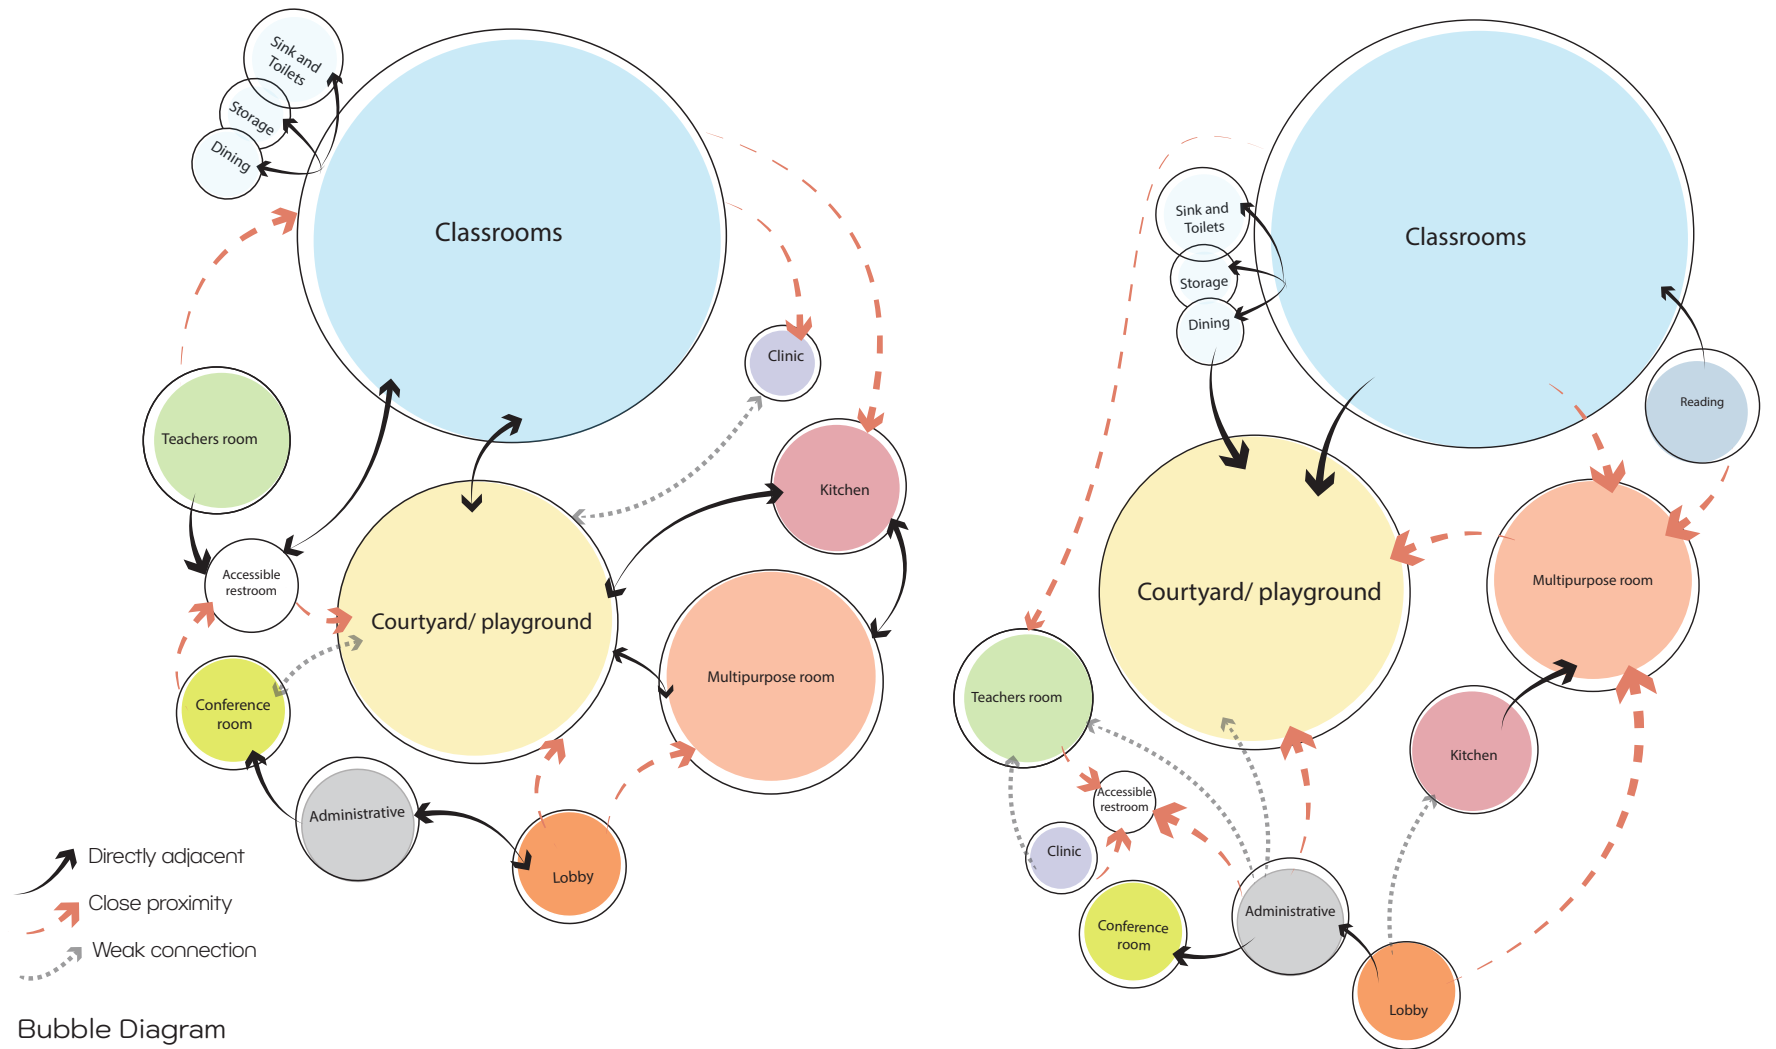 Sink and
Toilets
Storage
Dining
Classrooms
Clinic
Teachers room
Kitchen
Accessible
restroom
Courtyard/ playground
Multipurpose room
Conference
room
Administrative
Lobby
Directly adjacent
Close proximity
Weak connection
Bubble Diagram
Sink and
Toilets
Storage
Dining
Classrooms
Reading
Courtyard/ playground
Multipurpose room
Teachers room
Kitchen
Accessible
restroom
Clinic
Conference
room
Administrative
Lobby